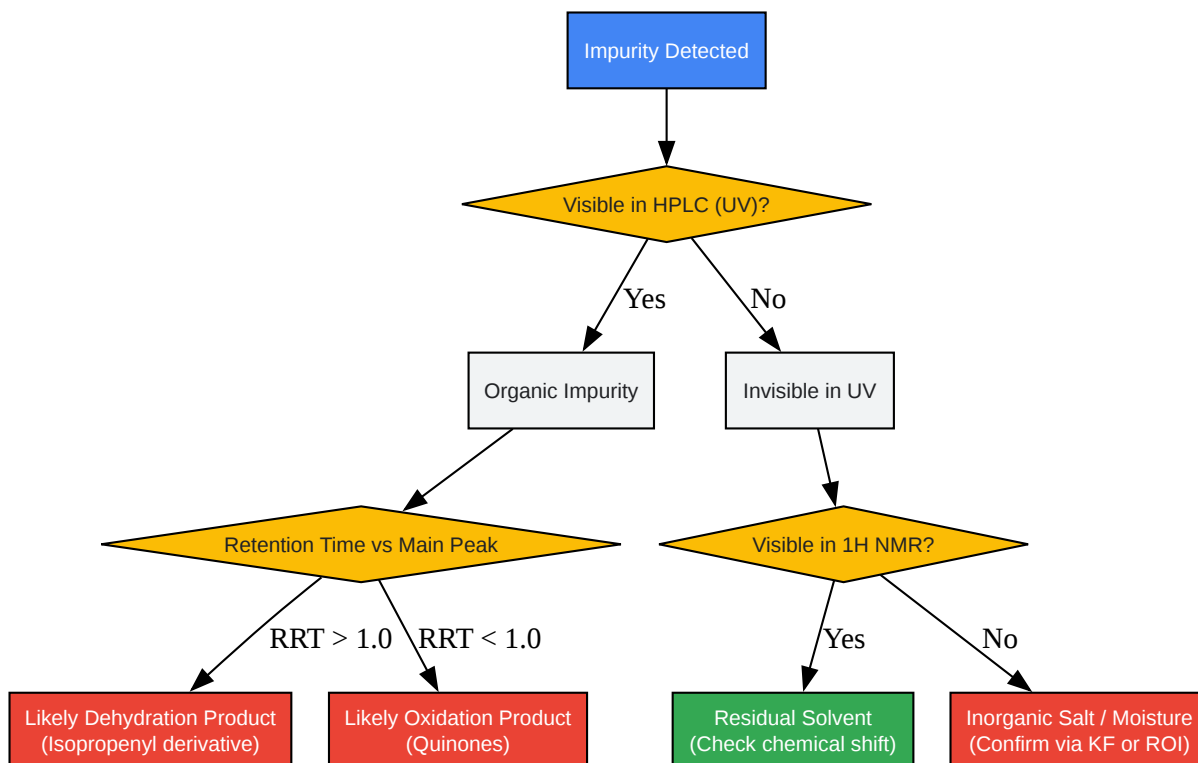 Impurity Detected
Visible in HPLC (UV)?
Yes
No
Organic Impurity
Invisible in UV
Retention Time vs Main Peak
Visible in 1H NMR?
RRT > 1.0
RRT < 1.0
Yes
No
Likely Dehydration Product
(Isopropenyl derivative)
Likely Oxidation Product
(Quinones)
Residual Solvent
(Check chemical shift)
Inorganic Salt / Moisture
(Confirm via KF or ROI)